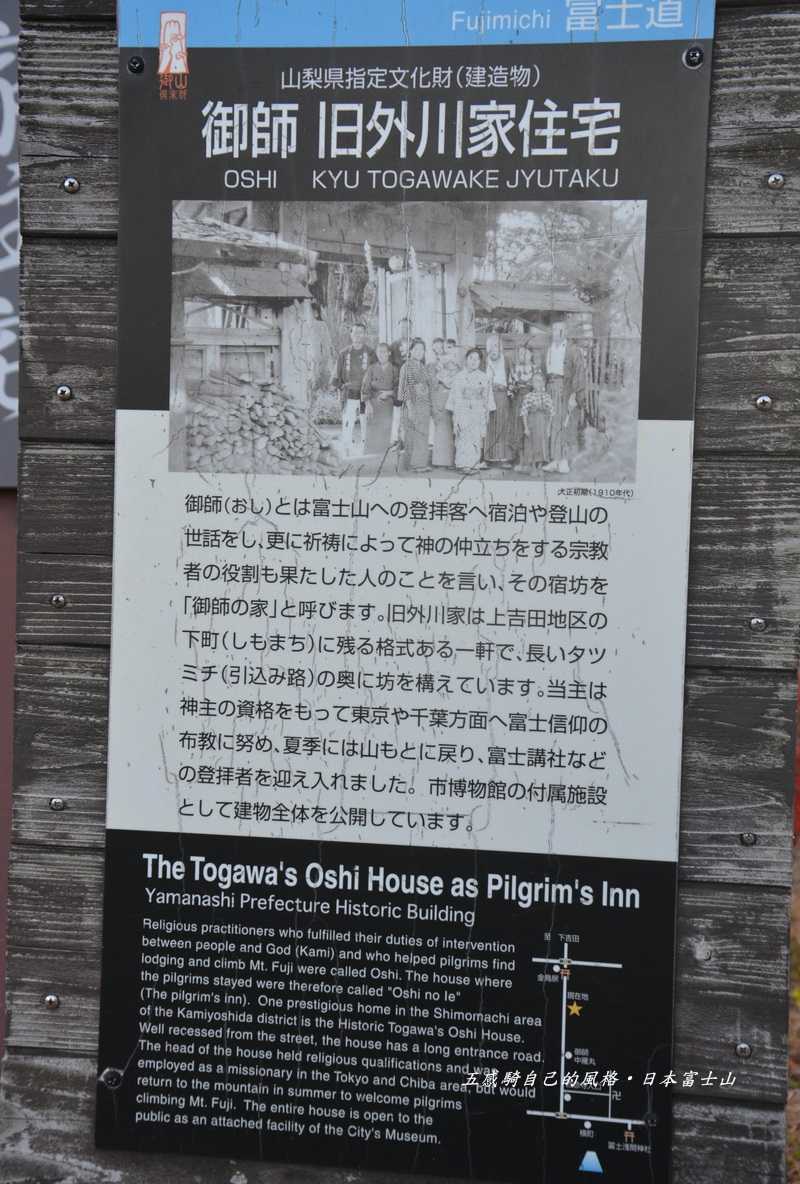 Fujimichi 富士道
御山
山梨県指定文化財(建造物)
御師 旧外川家住宅
OSHI KYU TOGAWAKE JYUTAKU
大正初期(1910年代)
御師(おし)とは富士山への登拝客へ宿泊や登山の
世話をし、更に祈祷によって神の仲立ちをする宗教
者の役割も果たした人のことを言い、その宿坊を
「御師の家」と呼びます。旧外川家は上吉田地区の
下町(しもまち)に残る格式ある一軒で、長いタツ
ミチ(引込み路)の奥に坊を構えています。当主は
神主の資格をもって東京や千葉方面へ富士信仰の
布教に努め、夏季には山もとに戻り、富士講社など
の登拝者を迎え入れました。市博物館の付属施設
として建物全体を公開しています。
The Togawa's Oshi House as Pilgrim's Inn
Yamanashi Prefecture Historic Building
Religious practitioners who fulfilled their duties of intervention
between people and God (Kami) and who helped pilgrims find
lodging and climb Mt. Fuji were called Oshi. The house where
the pilgrims stayed were therefore called "Oshi no Ie"
(The pilgrim's inn). One prestigious home in the Shimomachi area
of the Kamiyoshida district is the Historic Togawa's Oshi House.
Well recessed from the street, the house has a long entrance road.
The head of the house held religious qualifications and was
employed as a missionary in the Tokyo and Chiba area, but would
return to the mountain in summer to welcome pilgrims
climbing Mt. Fuji. The entire house is open to the
public as an attached facility of the City's Museum.
至 下吉田
金鳥居
現在地
御師
中雁丸
卍
横町
富士浅間神社
五感騎自己的風格・日本富士山